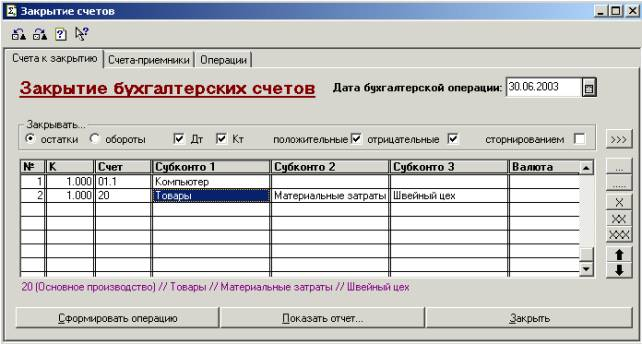 Закрытие счетов
Счета к закрытию Счета-приемники Операции
Закрытие бухгалтерских счетов Дата бухгалтерской операции: 30.06.2003
Закрывать...
остатки обороты Дт Кт положительные отрицательные сторнированием >>>
№ К Счет Субконто 1 Субконто 2 Субконто 3 Валюта ...
1 1.000 01.1 Компьютер .....
2 1.000 20 Товары Материальные затраты Швейный цех X
XX
XXX
20 (Основное производство) // Товары // Материальные затраты // Швейный цех
Сформировать операцию Показать отчет... Закрыть